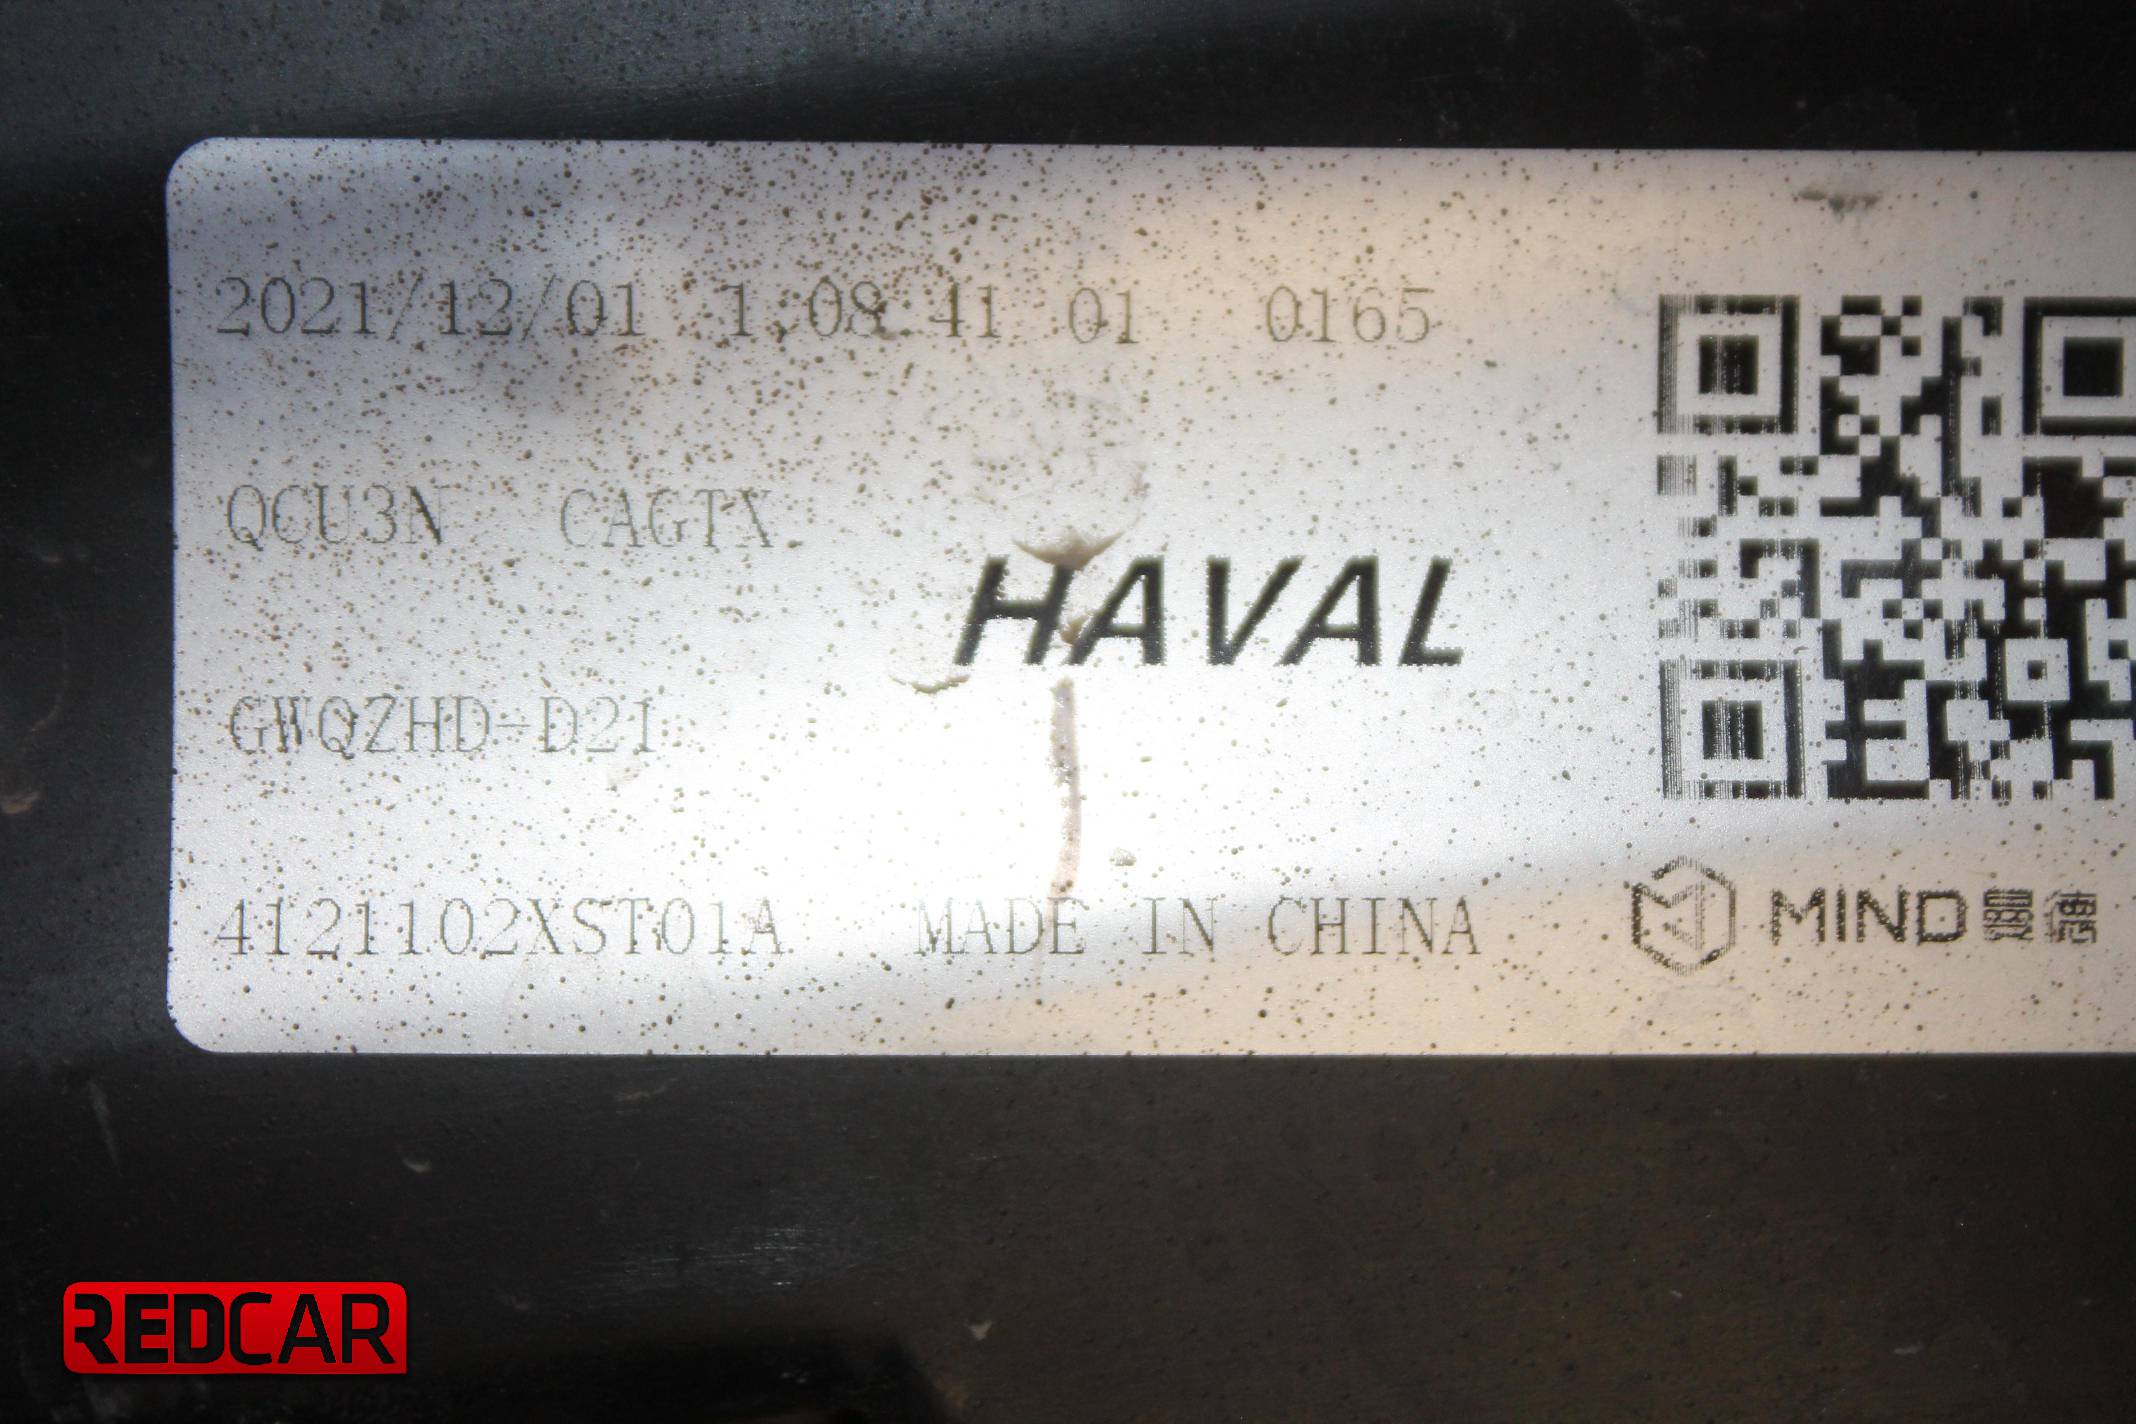 2021/12/01 1,08:41 01 0165
QCU3N CAGTX
HAVAL
GWQZHD-D21
4121102XST01A MADE IN CHINA
MIND
REDCAR